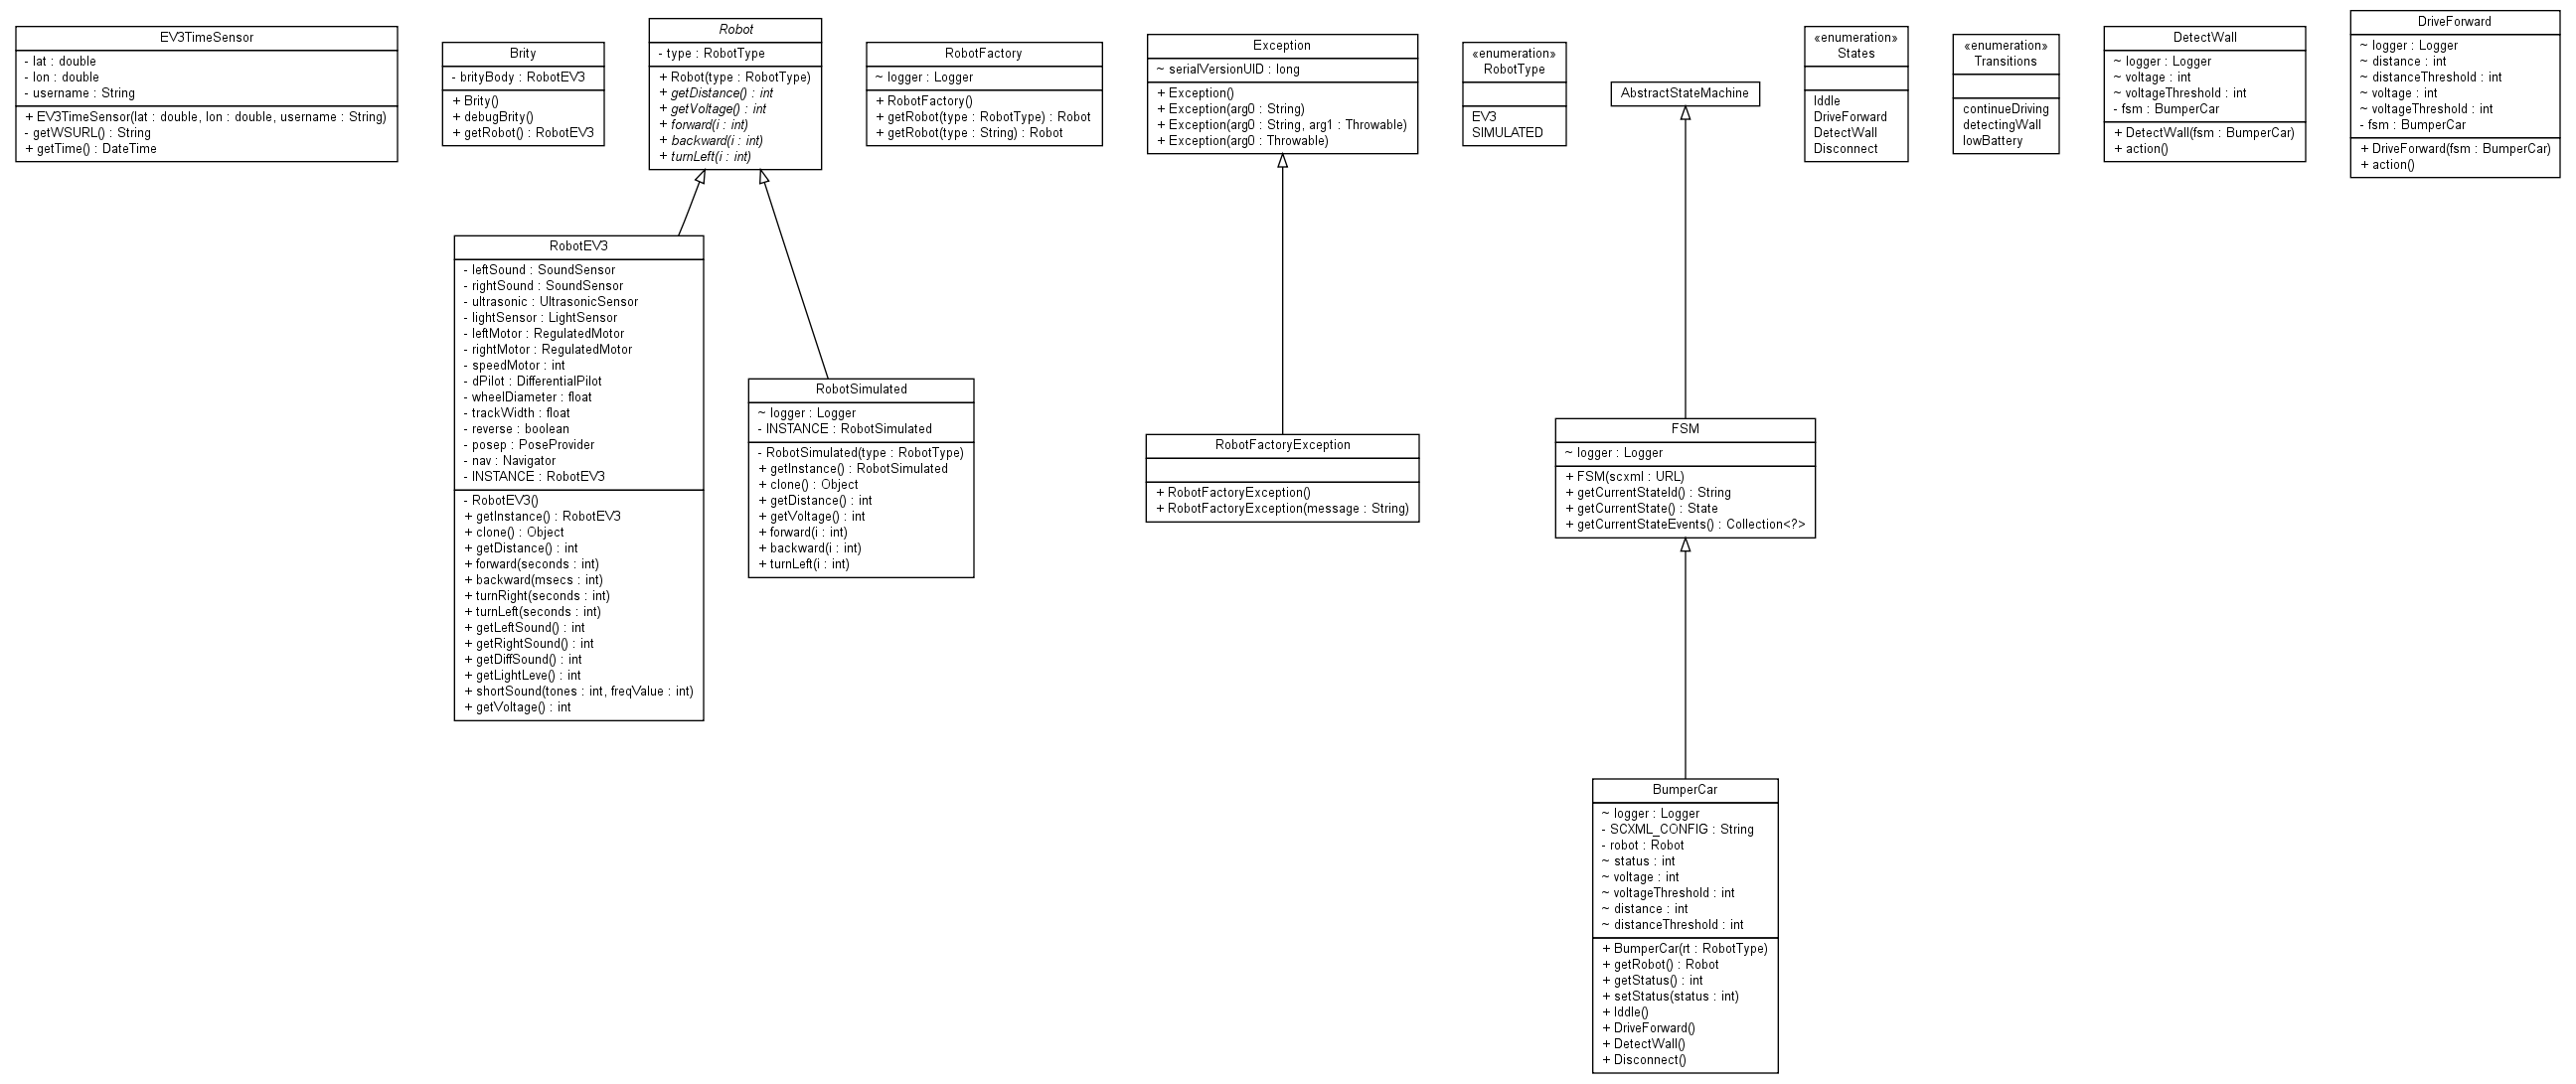 EV3TimeSensor
- lat : double
- lon : double
- username : String
+ EV3TimeSensor(lat : double, lon : double, username : String)
- getWSURL() : String
+ getTime() : DateTime
Brity
- brityBody : RobotEV3
+ Brity()
+ debugBrity()
+ getRobot() : RobotEV3
Robot
- type : RobotType
+ Robot(type : RobotType)
+ getDistance() : int
+ getVoltage() : int
+ forward(i : int)
+ backward(i : int)
+ turnLeft(i : int)
RobotFactory
~ logger : Logger
+ RobotFactory()
+ getRobot(type : RobotType) : Robot
+ getRobot(type : String) : Robot
Exception
~ serialVersionUID : long
+ Exception()
+ Exception(arg0 : String)
+ Exception(arg0 : String, arg1 : Throwable)
+ Exception(arg0 : Throwable)
«enumeration»
RobotType
EV3
SIMULATED
AbstractStateMachine
«enumeration»
States
Iddle
DriveForward
DetectWall
Disconnect
«enumeration»
Transitions
continueDriving
detectingWall
lowBattery
DetectWall
~ logger : Logger
~ voltage : int
~ voltageThreshold : int
- fsm : BumperCar
+ DetectWall(fsm : BumperCar)
+ action()
DriveForward
~ logger : Logger
~ distance : int
~ distanceThreshold : int
~ voltage : int
~ voltageThreshold : int
- fsm : BumperCar
+ DriveForward(fsm : BumperCar)
+ action()
RobotEV3
- leftSound : SoundSensor
- rightSound : SoundSensor
- ultrasonic : UltrasonicSensor
- lightSensor : LightSensor
- leftMotor : RegulatedMotor
- rightMotor : RegulatedMotor
- speedMotor : int
- dPilot : DifferentialPilot
- wheelDiameter : float
- trackWidth : float
- reverse : boolean
- posep : PoseProvider
- nav : Navigator
- INSTANCE : RobotEV3
- RobotEV3()
+ getInstance() : RobotEV3
+ clone() : Object
+ getDistance() : int
+ forward(seconds : int)
+ backward(msecs : int)
+ turnRight(seconds : int)
+ turnLeft(seconds : int)
+ getLeftSound() : int
+ getRightSound() : int
+ getDiffSound() : int
+ getLightLeve() : int
+ shortSound(tones : int, freqValue : int)
+ getVoltage() : int
RobotSimulated
~ logger : Logger
- INSTANCE : RobotSimulated
- RobotSimulated(type : RobotType)
+ getInstance() : RobotSimulated
+ clone() : Object
+ getDistance() : int
+ getVoltage() : int
+ forward(i : int)
+ backward(i : int)
+ turnLeft(i : int)
RobotFactoryException
+ RobotFactoryException()
+ RobotFactoryException(message : String)
FSM
~ logger : Logger
+ FSM(scxml : URL)
+ getCurrentStateId() : String
+ getCurrentState() : State
+ getCurrentStateEvents() : Collection<?>
BumperCar
~ logger : Logger
- SCXML_CONFIG : String
- robot : Robot
~ status : int
~ voltage : int
~ voltageThreshold : int
~ distance : int
~ distanceThreshold : int
+ BumperCar(rt : RobotType)
+ getRobot() : Robot
+ getStatus() : int
+ setStatus(status : int)
+ Iddle()
+ DriveForward()
+ DetectWall()
+ Disconnect()